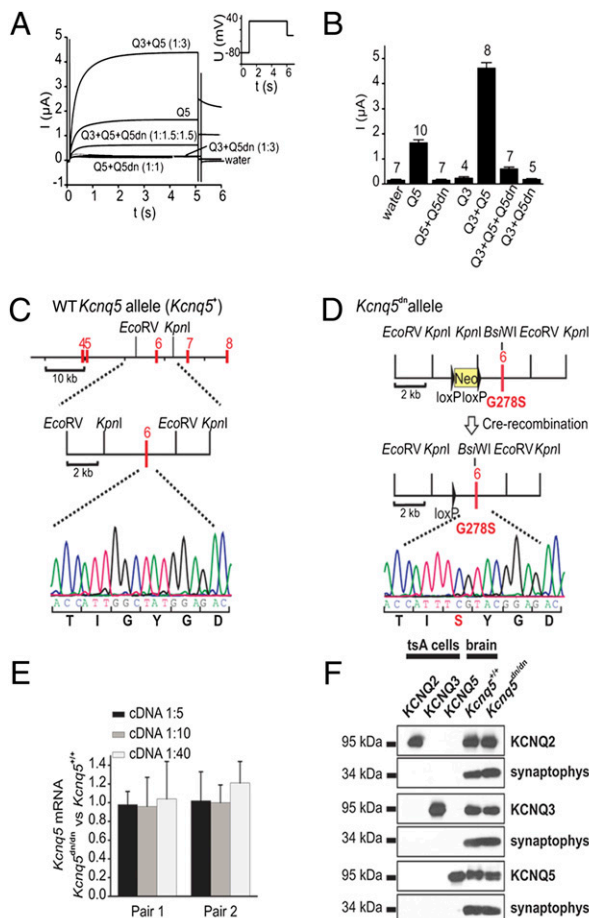 A
I (μA)
5
4
3
2
1
0
Q3+Q5 (1:3)
Q5
Q3+Q5+Q5dn (1:1.5:1.5)
Q3+Q5dn (1:3)
water
Q5+Q5dn (1:1)
0 1 2 3 4 5 6
t (s)
U (mV)
40
-80
0 2 4 6
t (s)
B
I (μA)
5
4
3
2
1
0
7 10 7 4 8 7 5
water
Q5
Q5+Q5dn
Q3
Q3+Q5
Q3+Q5+Q5dn
Q3+Q5dn
C
WT Kcnq5 allele (Kcnq5+)
EcoRV KpnI
45 6 7 8
10 kb
EcoRV KpnI 6 EcoRV KpnI
2 kb
ACCATTGGCTATGGAGAC
T I G Y G D
D
Kcnq5dn allele
EcoRV KpnI KpnI BsiWI EcoRV KpnI
6
Neo
2 kb
loxP loxP
G278S
Cre-recombination
EcoRV KpnI BsiWI EcoRV KpnI
6
2 kb
loxP
G278S
ACCATTTCGTACGGAGAC
T I S Y G D
E
cDNA 1:5
cDNA 1:10
cDNA 1:40
Kcnq5 mRNA
Kcnq5dn/dn vs Kcnq5+/+
1.4
1.2
1.0
0.8
0.6
0.4
0.2
0.0
Pair 1 Pair 2
F
tsA cells brain
KCNQ2
KCNQ3
KCNQ5
Kcnq5+/+
Kcnq5dn/dn
95 kDa KCNQ2
34 kDa synaptophys
95 kDa KCNQ3
34 kDa synaptophys
95 kDa KCNQ5
34 kDa synaptophys